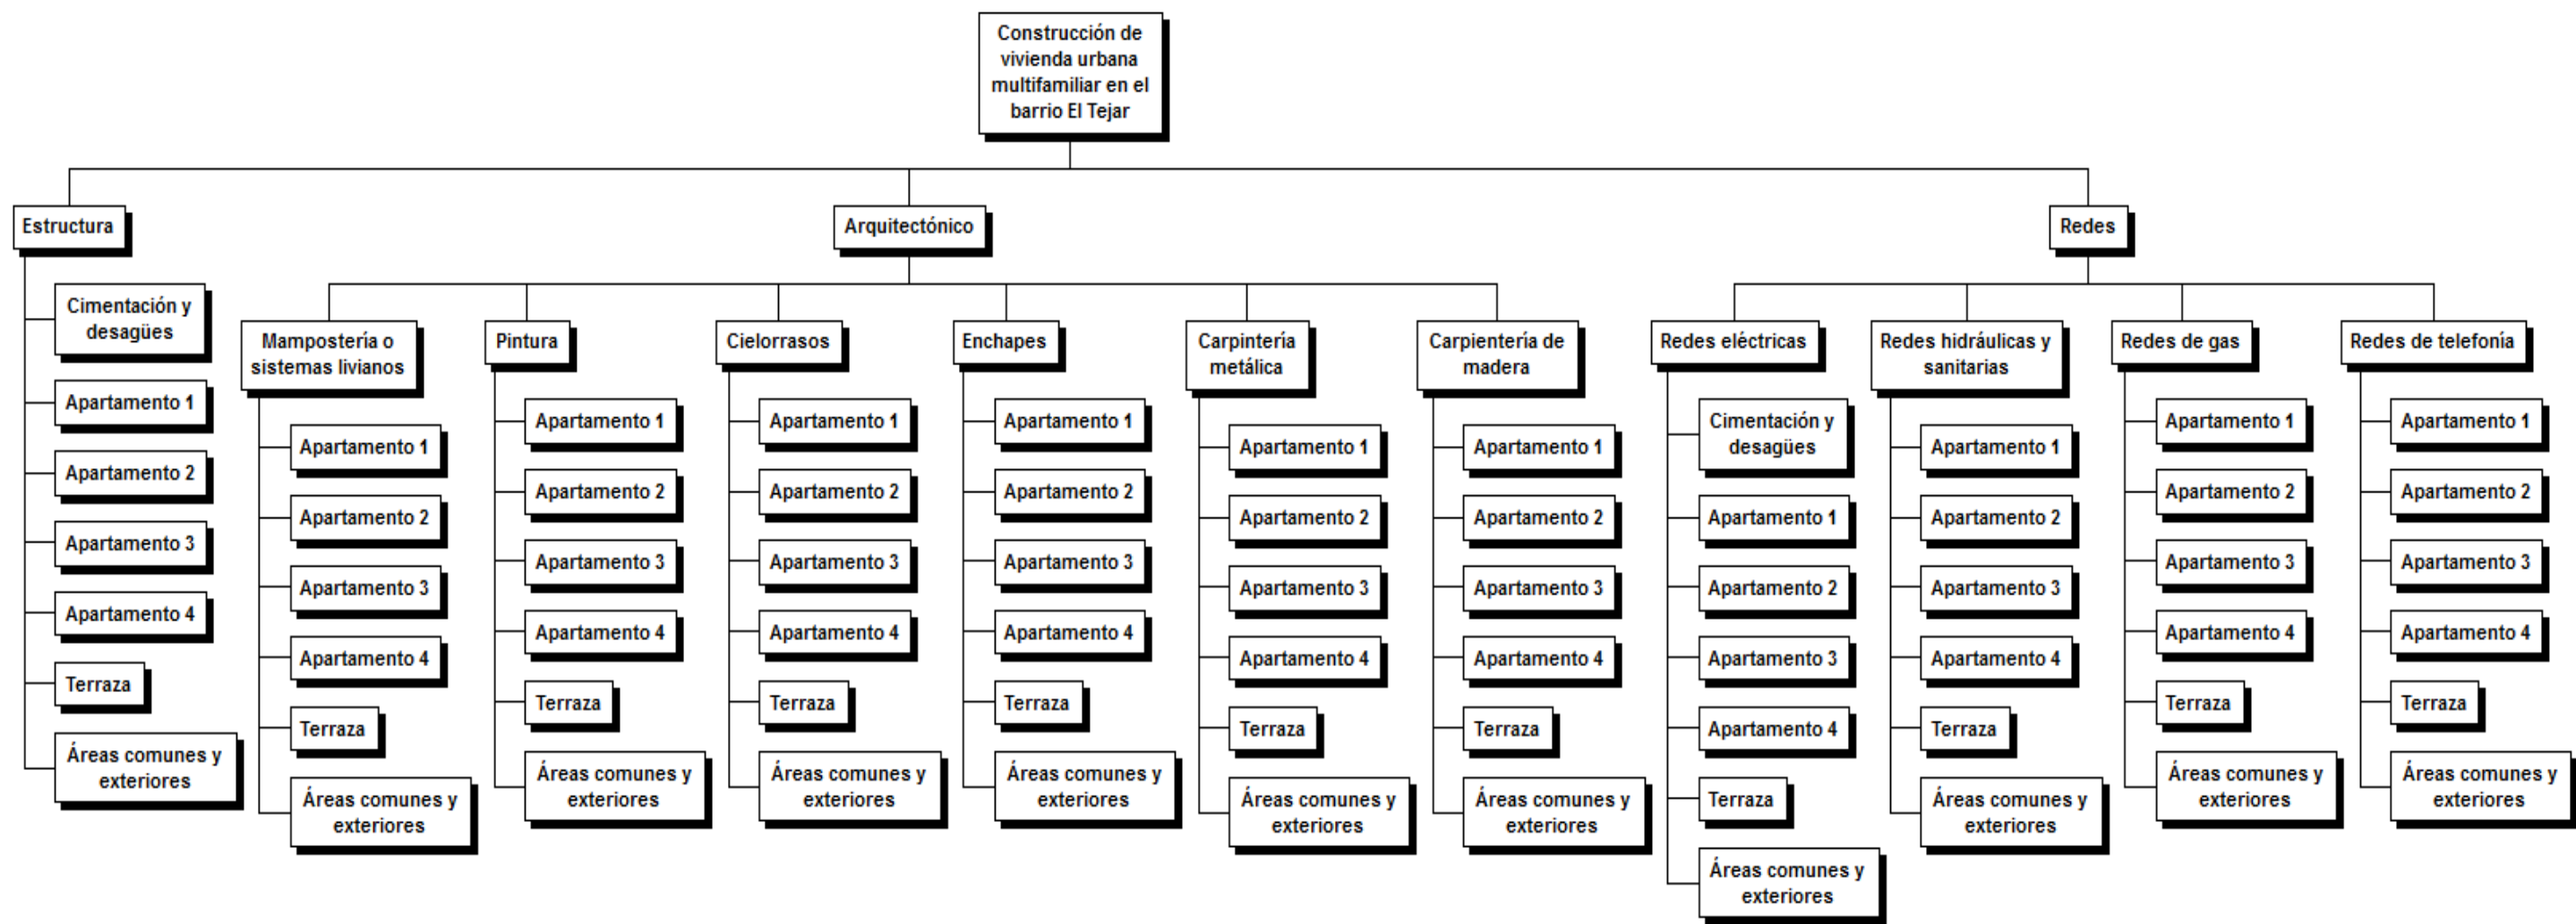 Construcción de
vivienda urbana
multifamiliar en el
barrio El Tejar
Estructura
Cimentación y
desagües
Apartamento 1
Apartamento 2
Apartamento 3
Apartamento 4
Terraza
Áreas comunes y
exteriores
Arquitectónico
Mampostería o
sistemas livianos
Apartamento 1
Apartamento 2
Apartamento 3
Apartamento 4
Terraza
Áreas comunes y
exteriores
Pintura
Apartamento 1
Apartamento 2
Apartamento 3
Apartamento 4
Terraza
Áreas comunes y
exteriores
Cielorrasos
Apartamento 1
Apartamento 2
Apartamento 3
Apartamento 4
Terraza
Áreas comunes y
exteriores
Enchapes
Apartamento 1
Apartamento 2
Apartamento 3
Apartamento 4
Terraza
Áreas comunes y
exteriores
Carpintería
metálica
Apartamento 1
Apartamento 2
Apartamento 3
Apartamento 4
Terraza
Áreas comunes y
exteriores
Carpientería de
madera
Apartamento 1
Apartamento 2
Apartamento 3
Apartamento 4
Terraza
Áreas comunes y
exteriores
Redes
Redes eléctricas
Cimentación y
desagües
Apartamento 1
Apartamento 2
Apartamento 3
Apartamento 4
Terraza
Áreas comunes y
exteriores
Redes hidráulicas y
sanitarias
Apartamento 1
Apartamento 2
Apartamento 3
Apartamento 4
Terraza
Áreas comunes y
exteriores
Redes de gas
Apartamento 1
Apartamento 2
Apartamento 3
Apartamento 4
Terraza
Áreas comunes y
exteriores
Redes de telefonía
Apartamento 1
Apartamento 2
Apartamento 3
Apartamento 4
Terraza
Áreas comunes y
exteriores